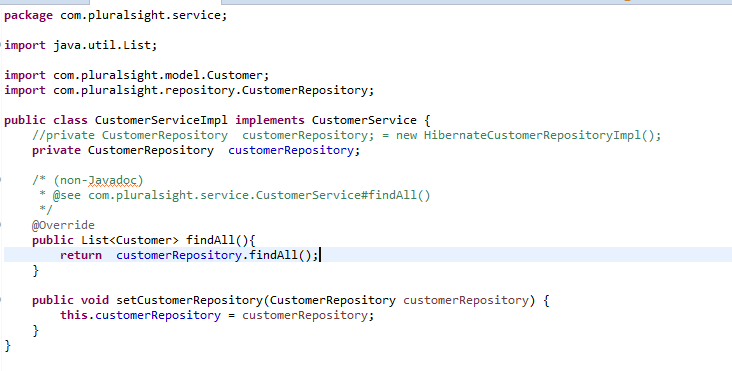 package com.pluralsight.service;
import java.util.List;
import com.pluralsight.model.Customer;
import com.pluralsight.repository.CustomerRepository;
public class CustomerServiceImpl implements CustomerService {
//private CustomerRepository  customerRepository; = new HibernateCustomerRepositoryImpl();
private CustomerRepository  customerRepository;
/* (non-Javadoc)
* @see com.pluralsight.service.CustomerService#findAll()
*/
@Override
public List<Customer> findAll(){
return  customerRepository.findAll();
}
public void setCustomerRepository(CustomerRepository customerRepository) {
this.customerRepository = customerRepository;
}
}